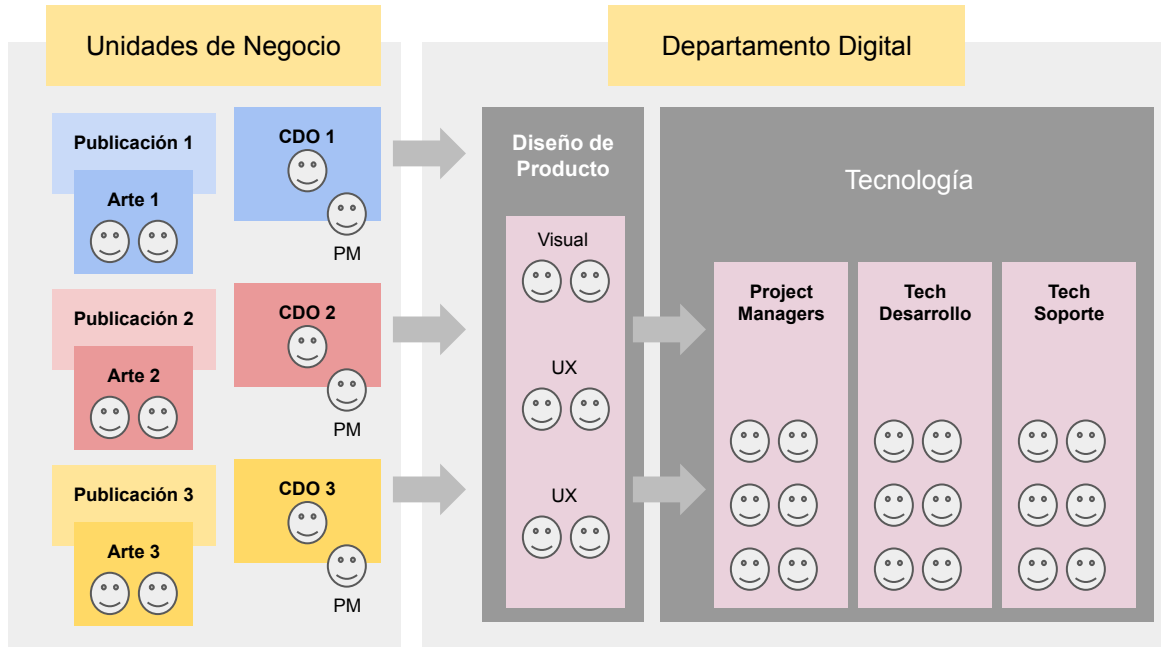 Unidades de Negocio
Publicación 1
Arte 1
CDO 1
PM
Publicación 2
Arte 2
CDO 2
PM
Publicación 3
Arte 3
CDO 3
PM
Departamento Digital
Diseño de
Producto
Visual
UX
UX
Tecnología
Project
Managers
Tech
Desarrollo
Tech
Soporte